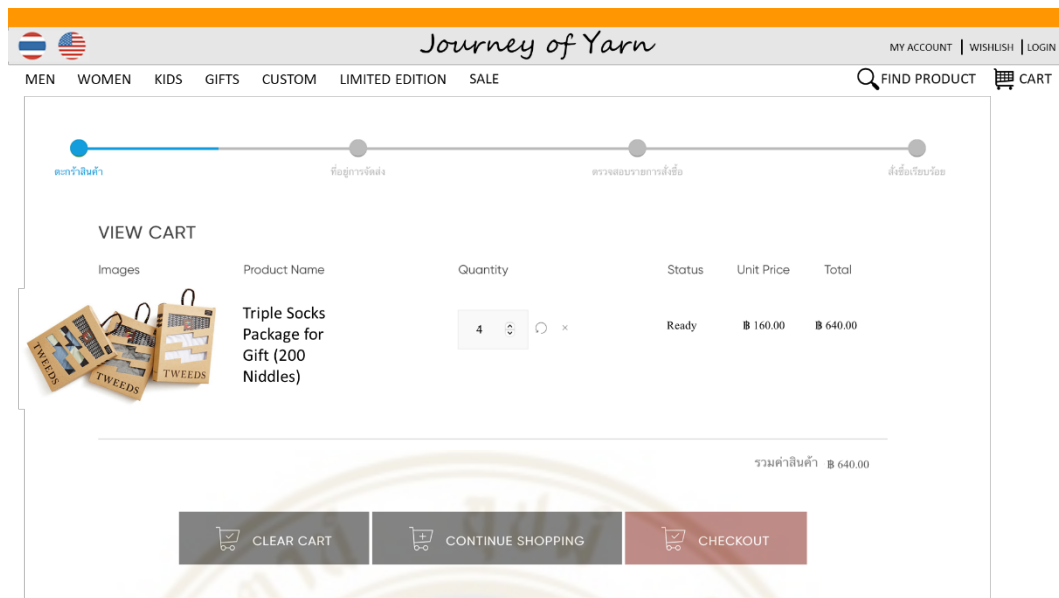 Journey of Yarn
MY ACCOUNT | WISHLISH | LOGIN
MEN WOMEN KIDS GIFTS CUSTOM LIMITED EDITION SALE FIND PRODUCT CART
ตะกร้าสินค้า ที่อยู่การจัดส่ง ตรวจสอบรายการสั่งซื้อ สั่งซื้อเรียบร้อย
VIEW CART
Images Product Name Quantity Status Unit Price Total
Triple Socks
Package for
Gift (200
Niddles)
4 × Ready ฿ 160.00 ฿ 640.00
TWEEDS
TWEEDS
TWEEDS
รวมค่าสินค้า ฿ 640.00
CLEAR CART CONTINUE SHOPPING CHECKOUT